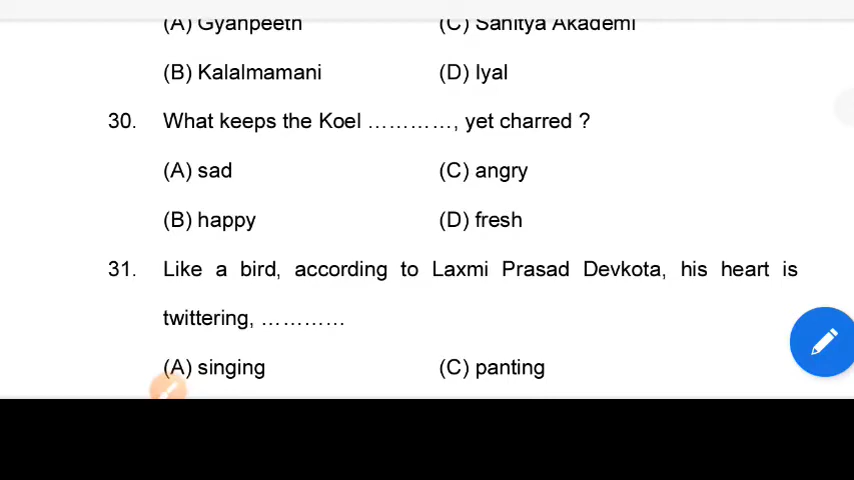 (A) Gyanpeeth (C) Sahitya Akademi
(B) Kalalmamani (D) Iyal
30. What keeps the Koel …………, yet charred ?
(A) sad (C) angry
(B) happy (D) fresh
31. Like a bird, according to Laxmi Prasad Devkota, his heart is
twittering, …………
(A) singing (C) panting